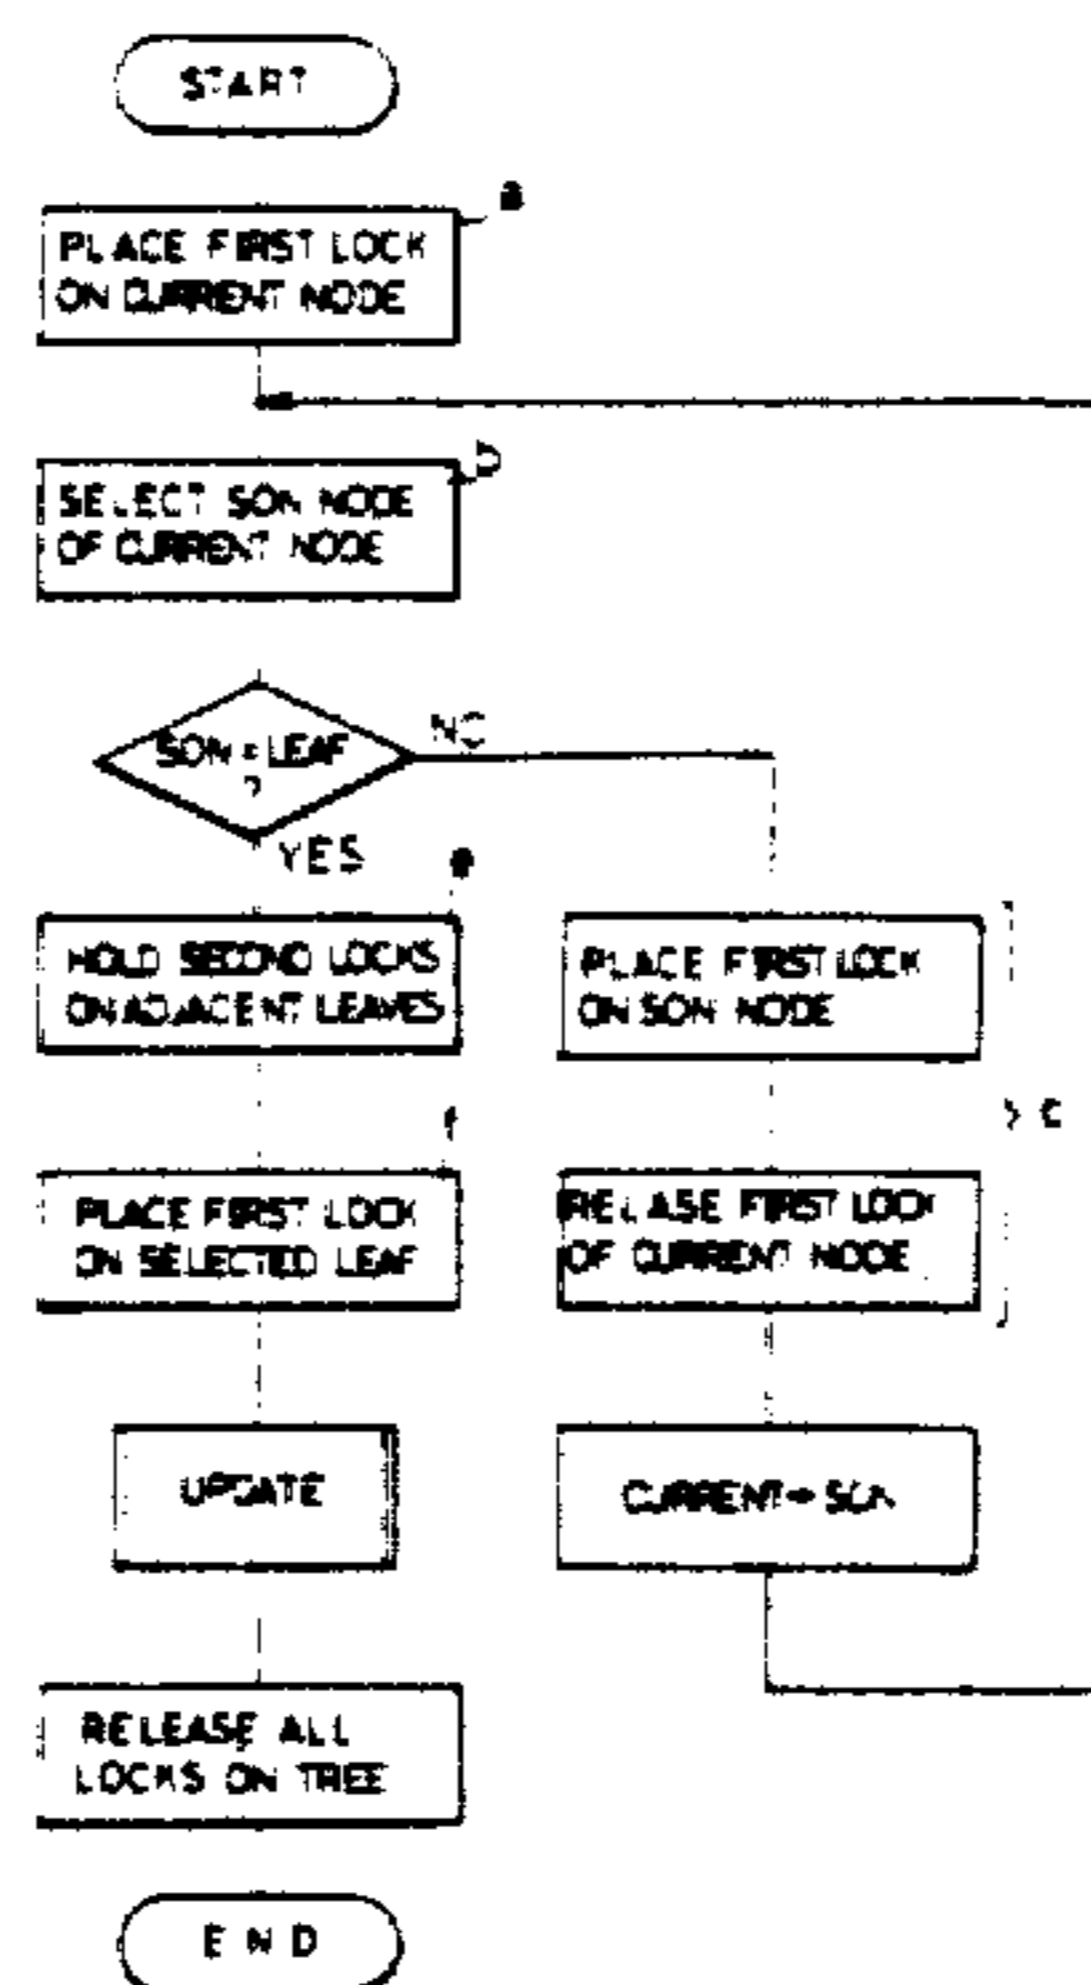 START
a
PLACE FIRST LOCK
ON CURRENT NODE
b
SELECT SON NODE
OF CURRENT NODE
SON = LEAF
?
NO
YES
e
HOLD SECOND LOCKS
ON ADJACENT LEAVES
PLACE FIRST LOCK
ON SON NODE
c
f
PLACE FIRST LOCK
ON SELECTED LEAF
RELASE FIRST LOCK
OF CURRENT NODE
UPDATE
CURRENT = SON
RELEASE ALL
LOCKS ON TREE
END